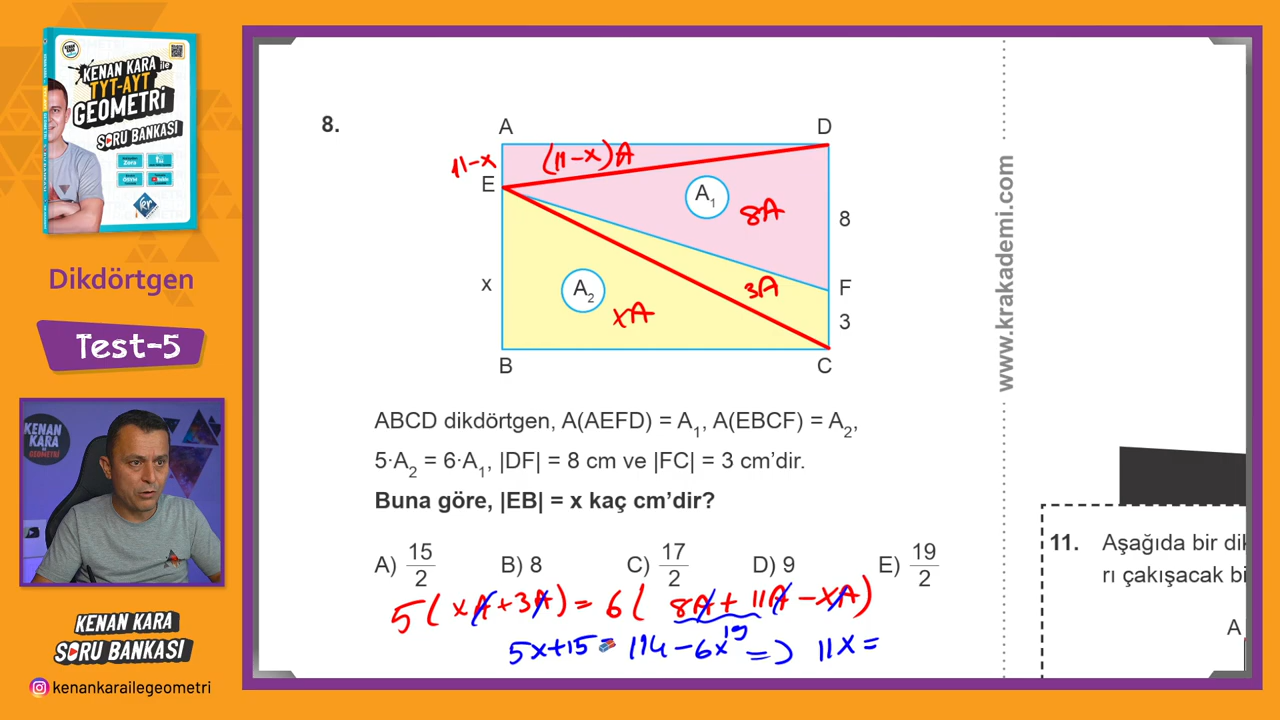 KENAN KARA ile
TYT-AYT
GEOMETRİ
SORU BANKASI
Dikdörtgen
Test-5
KENAN
KARA
GEOMETRİ
KENAN KARA
SORU BANKASI
kenankarailegeometri
8.
A
D
11-x
(11-x)A
E
A1
8A
8
x
A2
xA
3A
F
3
B
C
ABCD dikdörtgen, A(AEFD) = A1, A(EBCF) = A2,
5·A2 = 6·A1, |DF| = 8 cm ve |FC| = 3 cm'dir.
Buna göre, |EB| = x kaç cm'dir?
A) 15/2 B) 8 C) 17/2 D) 9 E) 19/2
5(xA+3A) = 6(8A+11A-xA)
19
5x+15 = 114-6x => 11x =
www.krakademi.com
11. Aşağıda bir dik
rı çakışacak bi
A